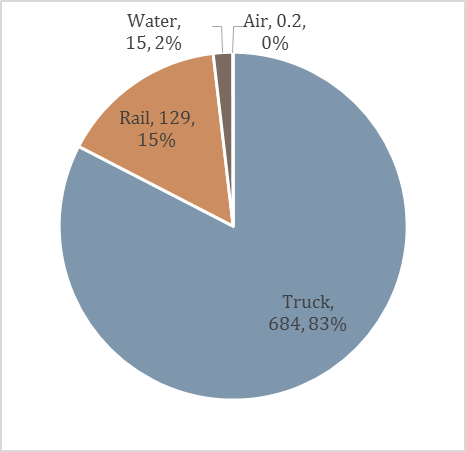 Water,
15, 2%
Air, 0.2,
0%
Rail, 129,
15%
Truck,
684, 83%